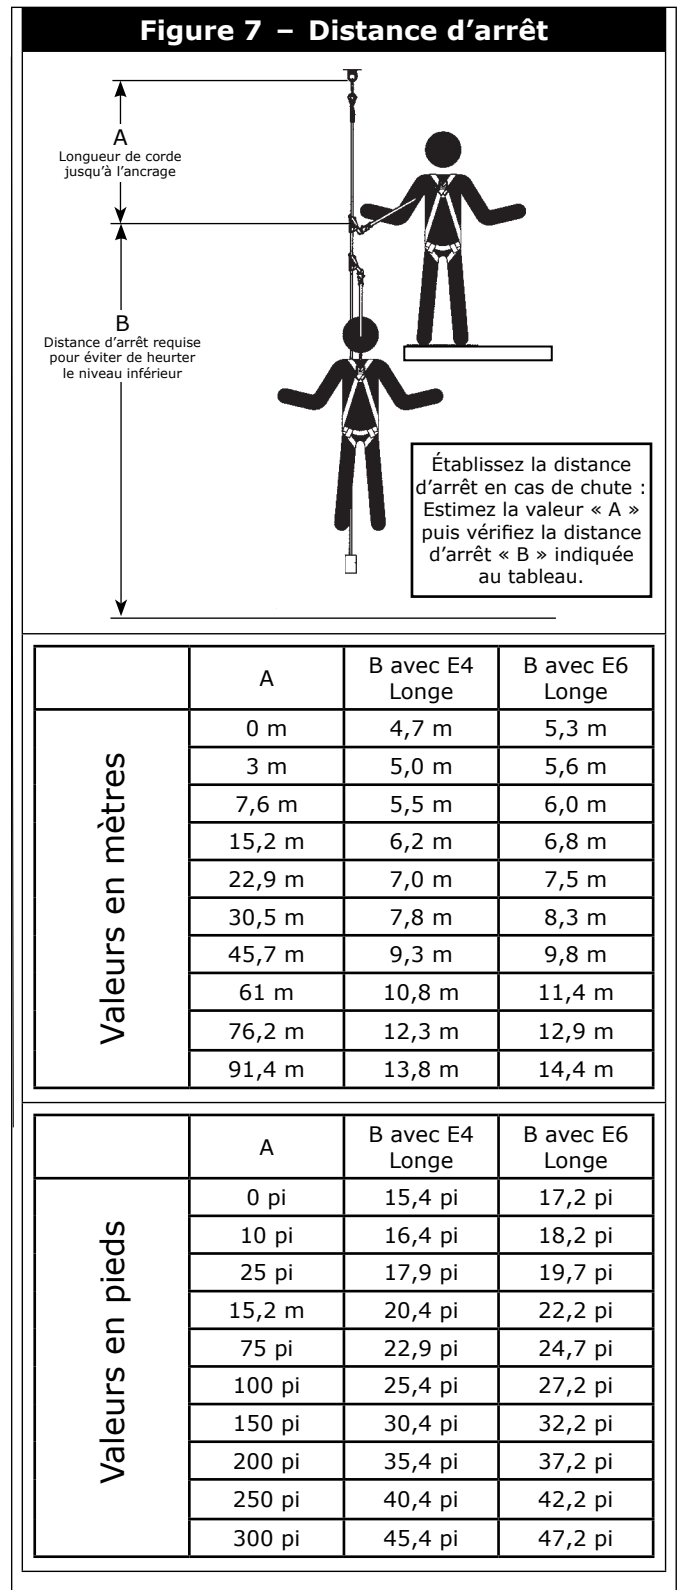 Figure 7 – Distance d’arrêt
A
Longueur de corde
jusqu’à l’ancrage
B
Distance d’arrêt requise
pour éviter de heurter
le niveau inférieur
Établissez la distance
d’arrêt en cas de chute :
Estimez la valeur « A »
puis vérifiez la distance
d’arrêt « B » indiquée
au tableau.
Valeurs en mètres
A B avec E4 Longe B avec E6 Longe
0 m 4,7 m 5,3 m
3 m 5,0 m 5,6 m
7,6 m 5,5 m 6,0 m
15,2 m 6,2 m 6,8 m
22,9 m 7,0 m 7,5 m
30,5 m 7,8 m 8,3 m
45,7 m 9,3 m 9,8 m
61 m 10,8 m 11,4 m
76,2 m 12,3 m 12,9 m
91,4 m 13,8 m 14,4 m
Valeurs en pieds
A B avec E4 Longe B avec E6 Longe
0 pi 15,4 pi 17,2 pi
10 pi 16,4 pi 18,2 pi
25 pi 17,9 pi 19,7 pi
15,2 m 20,4 pi 22,2 pi
75 pi 22,9 pi 24,7 pi
100 pi 25,4 pi 27,2 pi
150 pi 30,4 pi 32,2 pi
200 pi 35,4 pi 37,2 pi
250 pi 40,4 pi 42,2 pi
300 pi 45,4 pi 47,2 pi